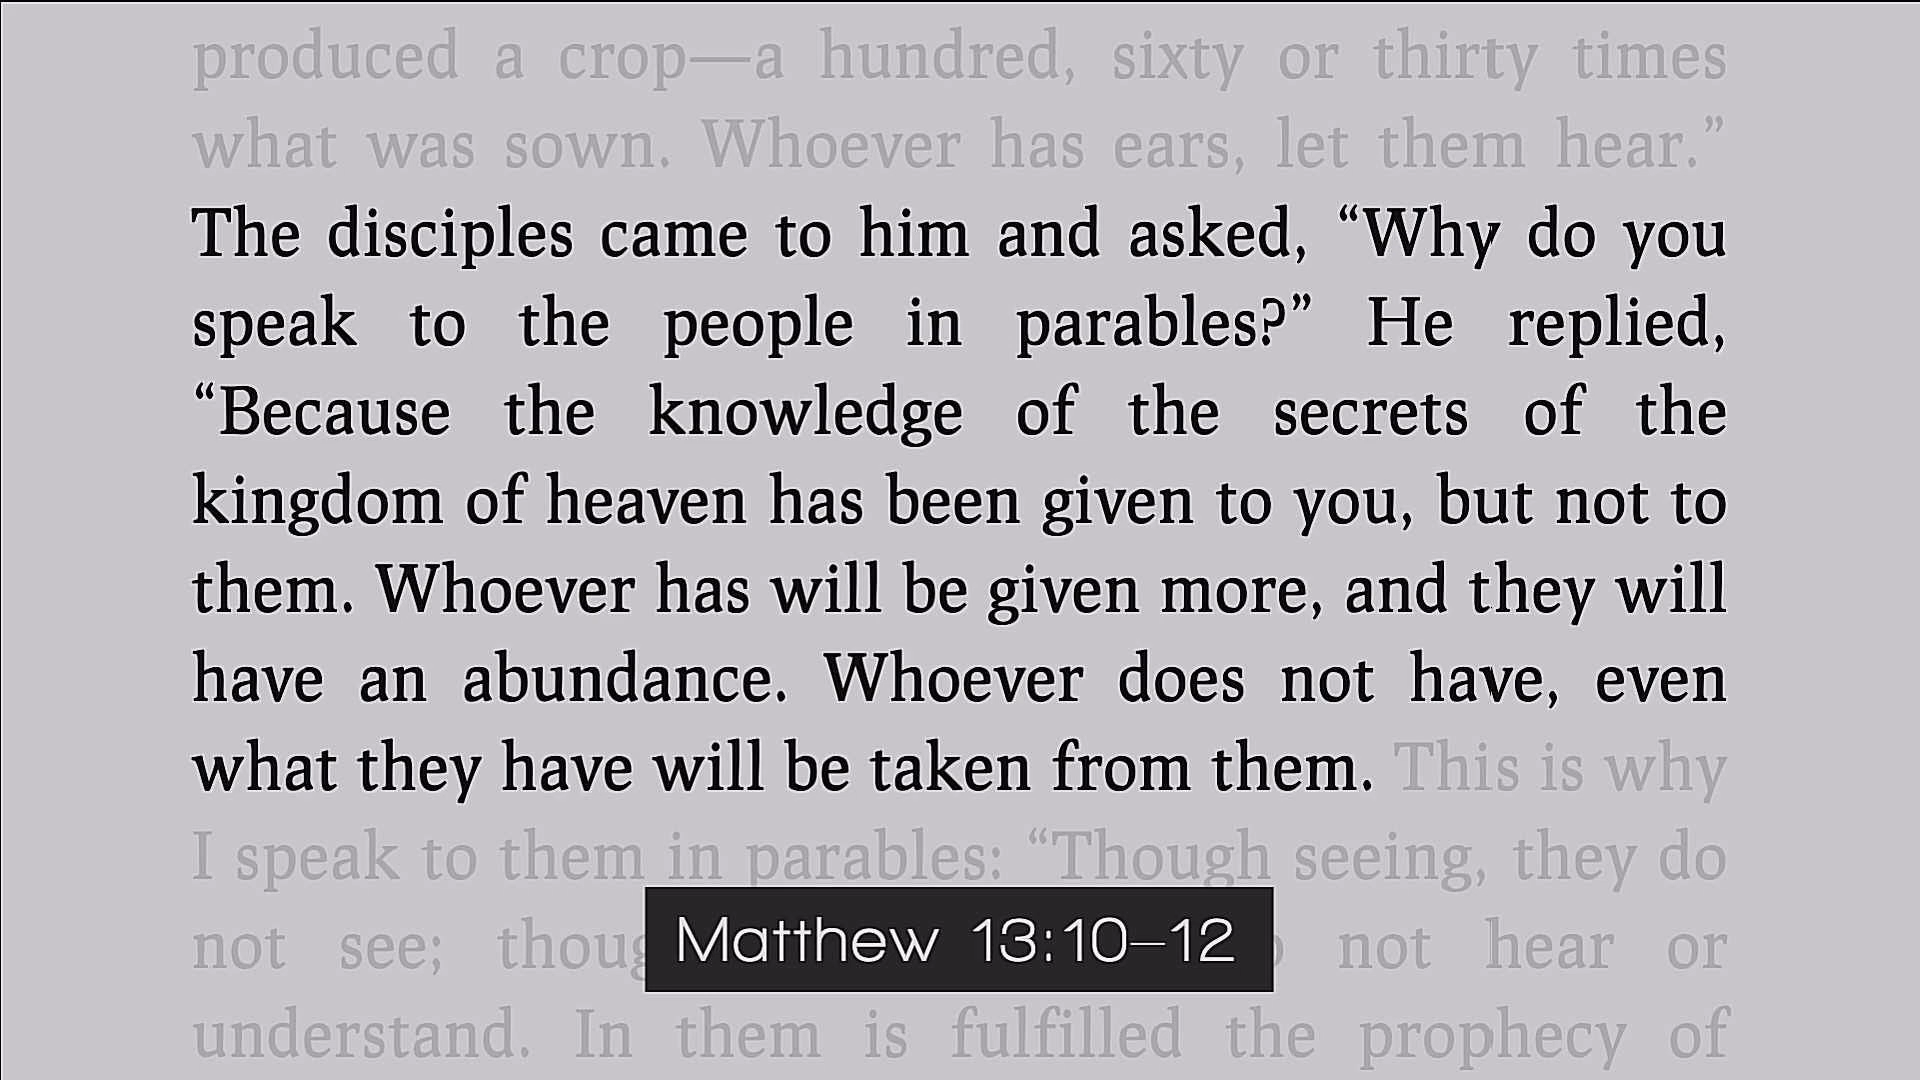 produced a crop—a hundred, sixty or thirty times
what was sown. Whoever has ears, let them hear.”
The disciples came to him and asked, “Why do you
speak to the people in parables?” He replied,
“Because the knowledge of the secrets of the
kingdom of heaven has been given to you, but not to
them. Whoever has will be given more, and they will
have an abundance. Whoever does not have, even
what they have will be taken from them. This is why
I speak to them in parables: “Though seeing, they do
not see; not hear or
understand. In them is fulfilled the prophecy of
Matthew 13:10–12